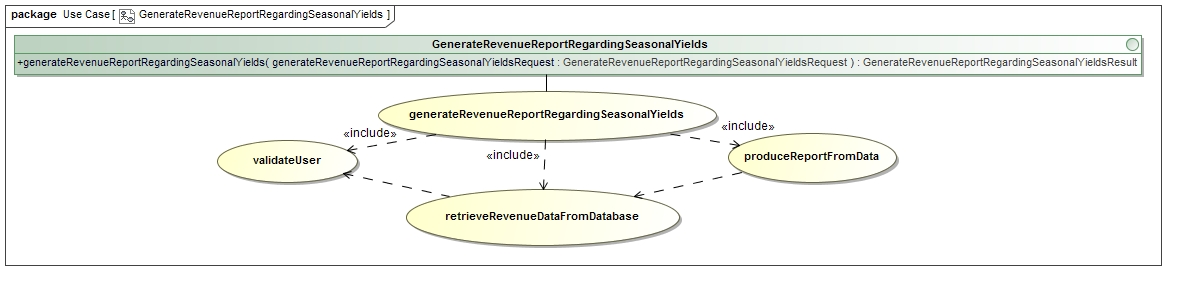 package Use Case [ GenerateRevenueReportRegardingSeasonalYields ]
GenerateRevenueReportRegardingSeasonalYields
+generateRevenueReportRegardingSeasonalYields( generateRevenueReportRegardingSeasonalYieldsRequest : GenerateRevenueReportRegardingSeasonalYieldsRequest ) : GenerateRevenueReportRegardingSeasonalYieldsResult
generateRevenueReportRegardingSeasonalYields
«include»
«include»
«include»
validateUser
produceReportFromData
retrieveRevenueDataFromDatabase